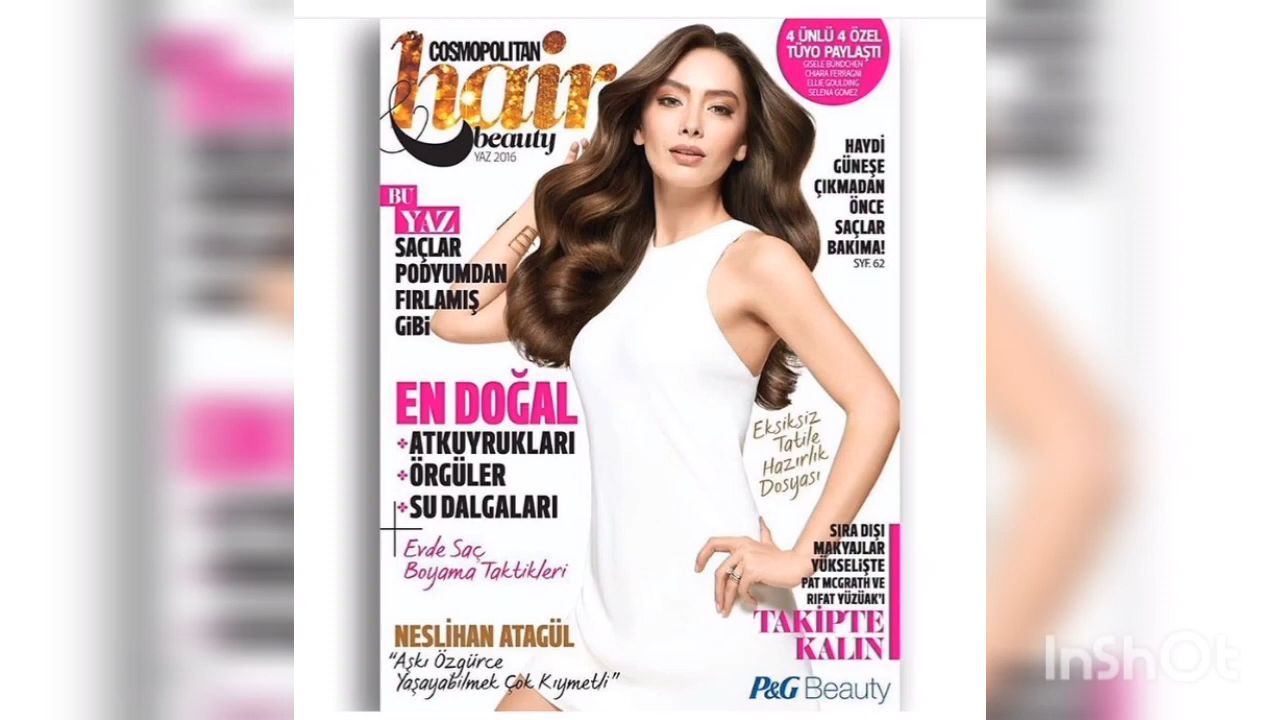 COSMOPOLITAN
hair
& beauty
YAZ 2016
4 ÜNLÜ 4 ÖZEL
TÜYO PAYLAŞTI
GISELE BÜNDCHEN
CHIARA FERRAGNI
ELLIE GOULDING
SELENA GOMEZ
HAYDİ
GÜNEŞE
ÇIKMADAN
ÖNCE
SAÇLAR
BAKIMA!
SYF. 62
BU
YAZ
SAÇLAR
PODYUMDAN
FIRLAMIŞ
GİBİ
EN DOĞAL
ATKUYRUKLARI
ÖRGÜLER
SU DALGALARI
Evde Saç
Boyama Taktikleri
Eksiksiz
Tatile
Hazırlık
Dosyası
SIRA DIŞI
MAKYAJLAR
YÜKSELİŞTE
PAT MCGRATH VE
RIFAT YÜZÜAK'I
TAKİPTE
KALIN
NESLİHAN ATAGÜL
"Aşkı Özgürce
Yaşayabilmek Çok Kıymetli"
P&G Beauty
InShOt